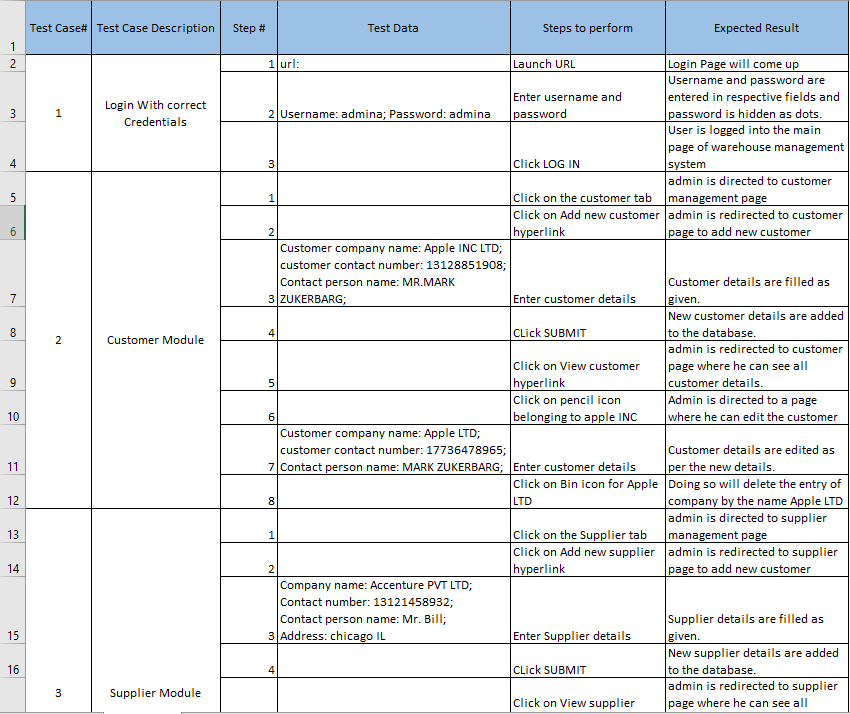 Test Case# Test Case Description Step # Test Data Steps to perform Expected Result
1
2 1 url: Launch URL Login Page will come up
3 1 Login With correct
Credentials 2 Username: admina; Password: admina Enter username and
password Username and password are
entered in respective fields and
password is hidden as dots.
4 3 Click LOG IN User is logged into the main
page of warehouse management
system
5 1 Click on the customer tab admin is directed to customer
management page
6 2 Click on Add new customer
hyperlink admin is redirected to customer
page to add new customer
7 3 Customer company name: Apple INC LTD;
customer contact number: 13128851908;
Contact person name: MR.MARK
ZUKERBARG; Enter customer details Customer details are filled as
given.
8 2 Customer Module 4 CLick SUBMIT New customer details are added
to the database.
9 5 Click on View customer
hyperlink admin is redirected to customer
page where he can see all
customer details.
10 6 Click on pencil icon
belonging to apple INC Admin is directed to a page
where he can edit the customer
11 7 Customer company name: Apple LTD;
customer contact number: 17736478965;
Contact person name: MARK ZUKERBARG; Enter customer details Customer details are edited as
per the new details.
12 8 Click on Bin icon for Apple
LTD Doing so will delete the entry of
company by the name Apple LTD
13 1 Click on the Supplier tab admin is directed to supplier
management page
14 2 Click on Add new supplier
hyperlink admin is redirected to supplier
page to add new customer
15 3 Company name: Accenture PVT LTD;
Contact number: 13121458932;
Contact person name: Mr. Bill;
Address: chicago IL Enter Supplier details Supplier details are filled as
given.
16 4 CLick SUBMIT New supplier details are added
to the database.
3 Supplier Module Click on View supplier admin is redirected to supplier
page where he can see all